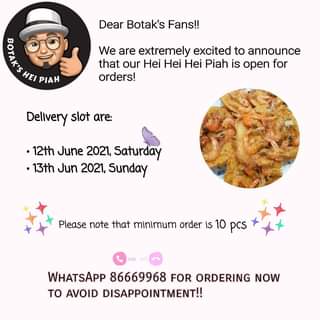 Dear Botak's Fans!!
BOTAK'S HEI PIAH
We are extremely excited to announce
that our Hei Hei Hei Piah is open for
orders!
Delivery slot are:
• 12th June 2021, Saturday
• 13th Jun 2021, Sunday
Please note that minimum order is 10 pcs
WHATSAPP 86669968 FOR ORDERING NOW
TO AVOID DISAPPOINTMENT!!